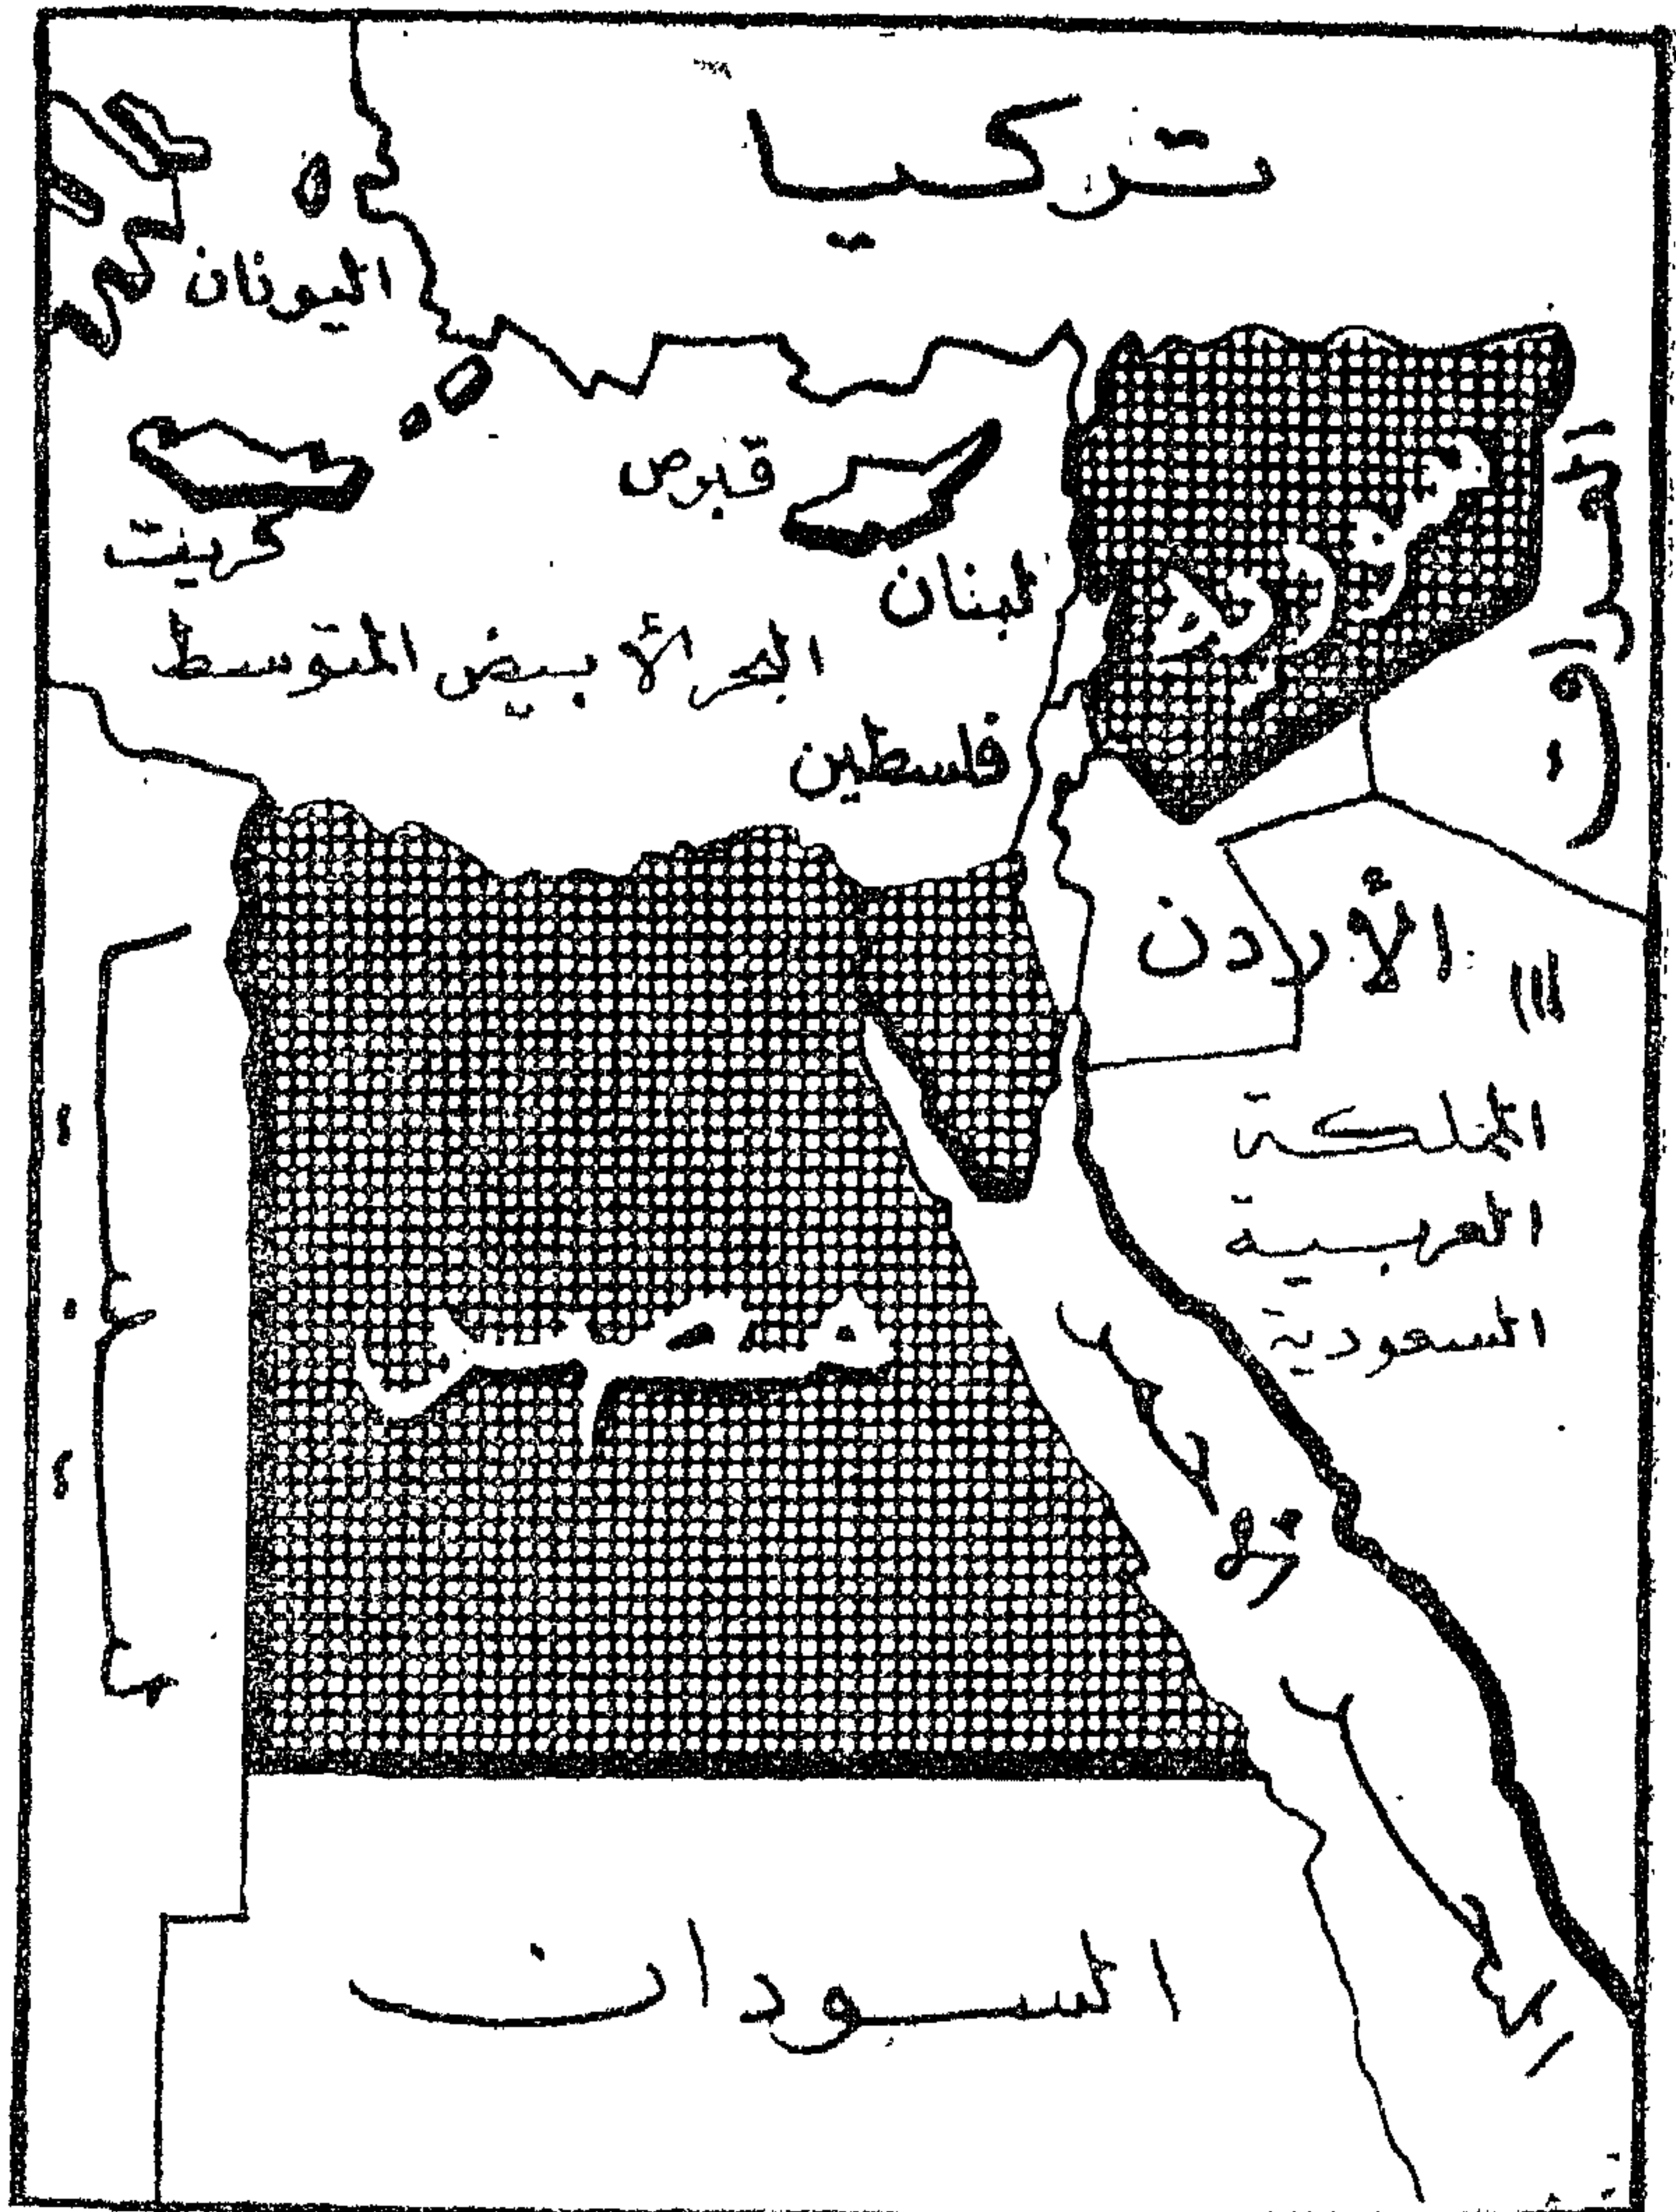 تركيا
اليونان
قبرص
كريت
لبنان
البحر الأبيض المتوسط
فلسطين
سورية
العراق
الأردن
المملكة
العربية
السعودية
مصر
ليبيا
البحر الأحمر
السودان